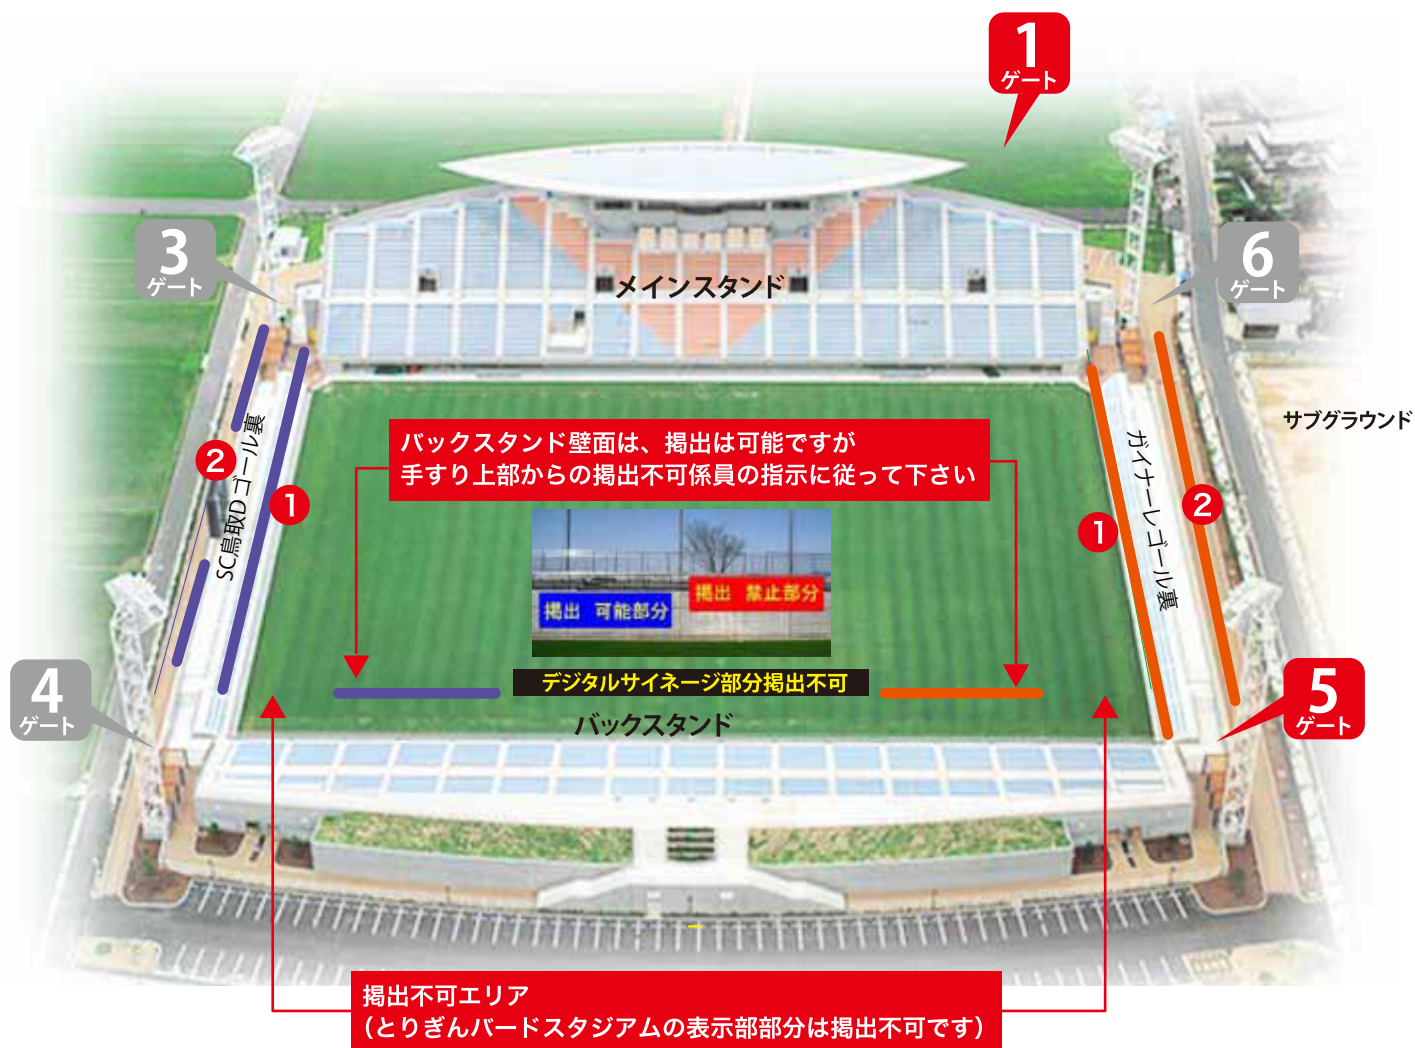 1
ゲート
3
ゲート
6
ゲート
メインスタンド
サブグラウンド
バックスタンド壁面は、掲出は可能ですが
手すり上部からの掲出不可係員の指示に従って下さい
SC鳥取D ゴール裏
2
1
ガイナーレゴール裏
1
2
掲出 可能部分
掲出 禁止部分
デジタルサイネージ部分掲出不可
バックスタンド
4
ゲート
5
ゲート
掲出不可エリア
（とりぎんバードスタジアムの表示部部分は掲出不可です）